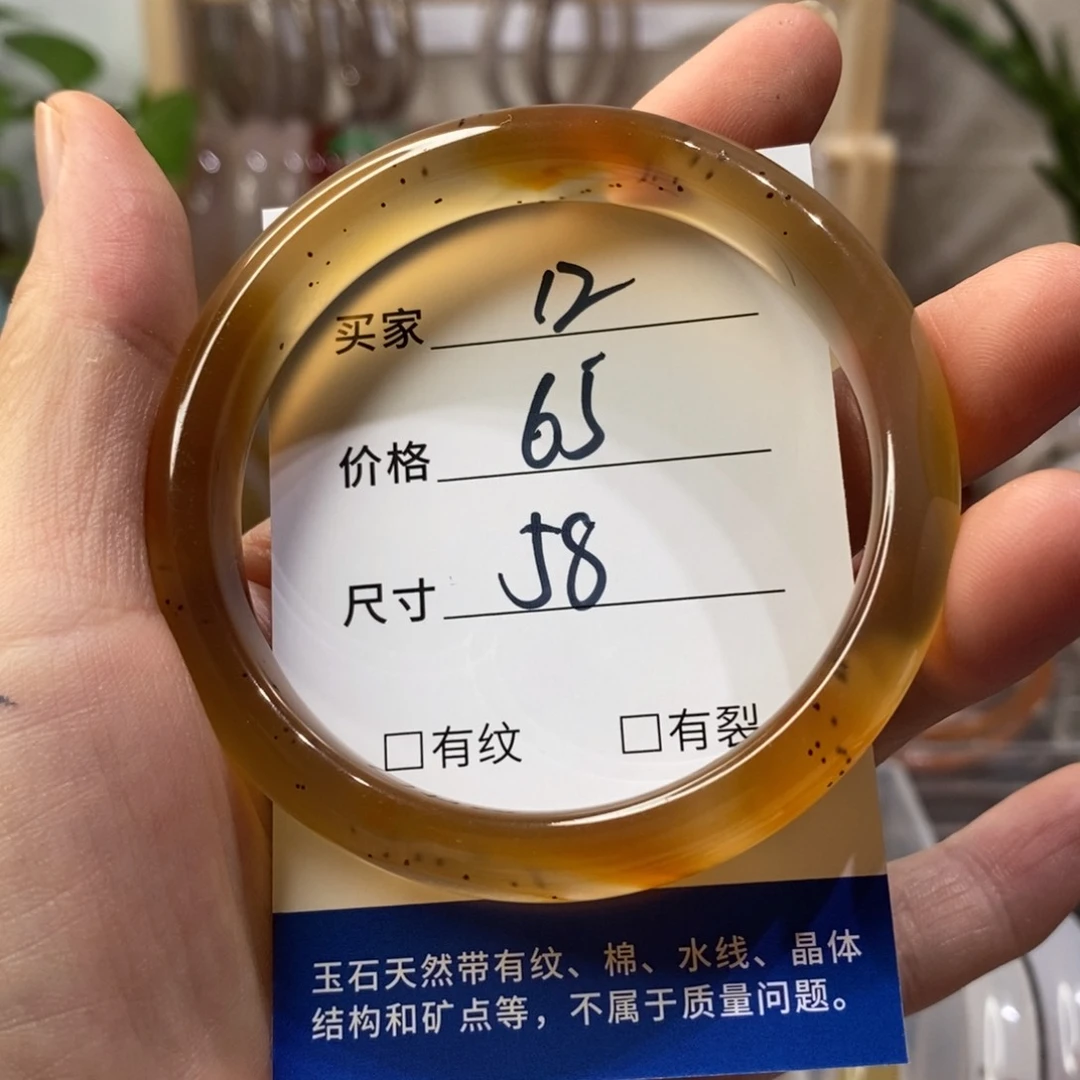 买家 12
价格 65
尺寸 58
□有纹 □有裂
玉石天然带有纹、棉、水线、晶体
结构和矿点等，不属于质量问题。